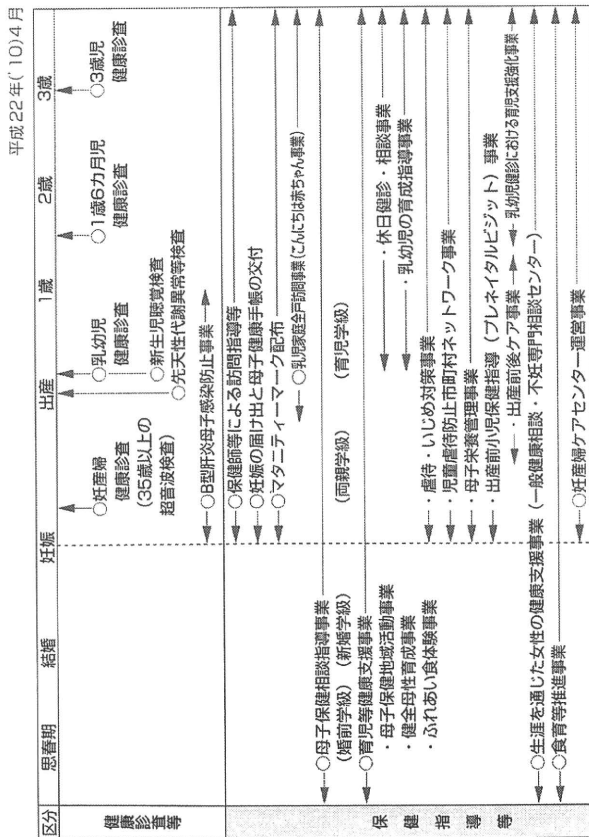 平成22年('10)4月
区分
思春期
結婚
妊娠
出産
1歳
2歳
3歳
健康診査等
○妊産婦
健康診査
(35歳以上の
超音波検査)
○乳幼児
健康診査
○1歳6カ月児
健康診査
○3歳児
健康診査
○新生児聴覚検査
○先天性代謝異常等検査
○B型肝炎母子感染防止事業
保健指導等
○保健師等による訪問指導等
○妊娠の届け出と母子健康手帳の交付
○マタニティーマーク配布
○乳児家庭全戸訪問事業(こんにちは赤ちゃん事業)
○母子保健相談指導事業
(婚前学級)
(新婚学級)
(両親学級)
(育児学級)
○育児等健康支援事業
・母子保健地域活動事業
・健全母性育成事業
・ふれあい食体験事業
・休日健診・相談事業
・乳幼児の育成指導事業
・虐待・いじめ対策事業
・児童虐待防止市町村ネットワーク事業
・母子栄養管理事業
・出産前小児保健指導(プレネイタルビジット)事業
・出産前後ケア事業
・乳幼児健診における育児支援強化事業
○生涯を通じた女性の健康支援事業(一般健康相談・不妊専門相談センター)
○食育等推進事業
○妊産婦ケアセンター運営事業